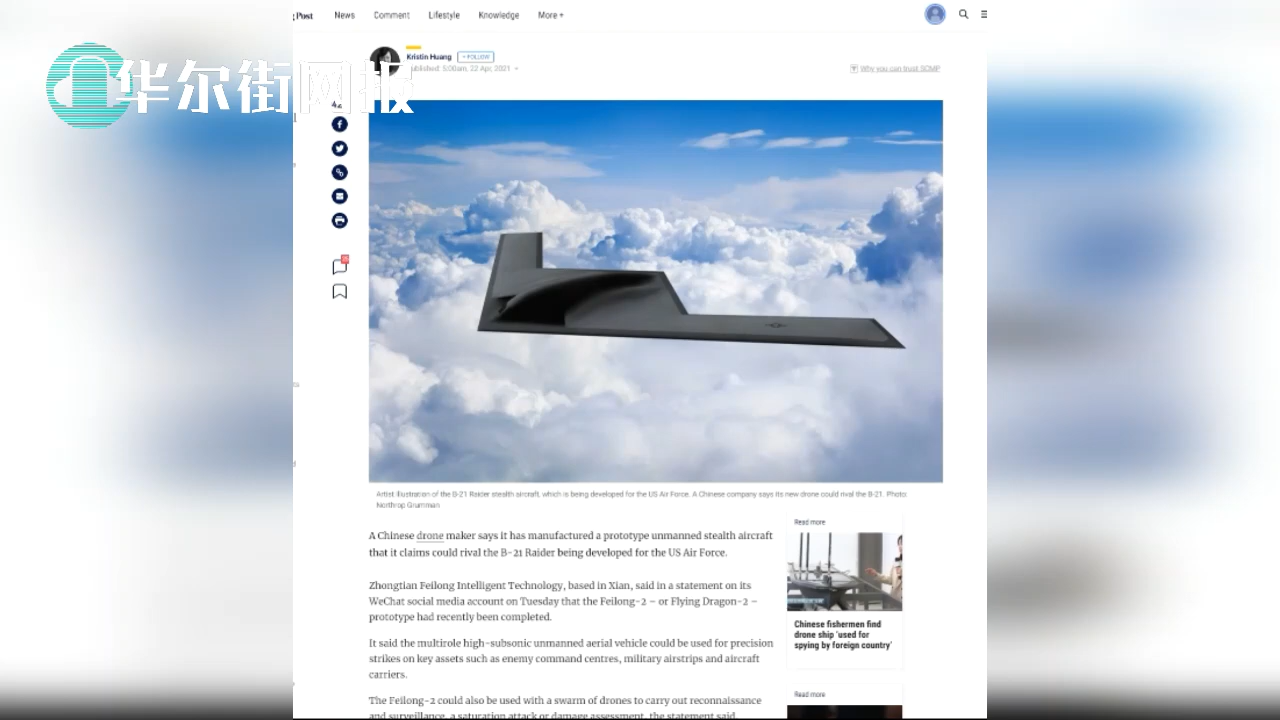 Post
News
Comment
Lifestyle
Knowledge
More +
Kristin Huang
+ FOLLOW
Published: 5:00am, 22 Apr, 2021
Why you can trust SCMP
华尔街网报
Artist illustration of the B-21 Raider stealth aircraft, which is being developed for the US Air Force. A Chinese company says its new drone could rival the B-21. Photo:
Northrop Grumman
A Chinese drone maker says it has manufactured a prototype unmanned stealth aircraft
that it claims could rival the B-21 Raider being developed for the US Air Force.
Zhongtian Feilong Intelligent Technology, based in Xian, said in a statement on its
WeChat social media account on Tuesday that the Feilong-2 – or Flying Dragon-2 –
prototype had recently been completed.
It said the multirole high-subsonic unmanned aerial vehicle could be used for precision
strikes on key assets such as enemy command centres, military airstrips and aircraft
carriers.
The Feilong-2 could also be used with a swarm of drones to carry out reconnaissance
and surveillance, a saturation attack or damage assessment, the statement said.
Read more
Chinese fishermen find
drone ship 'used for
spying by foreign country'
Read more